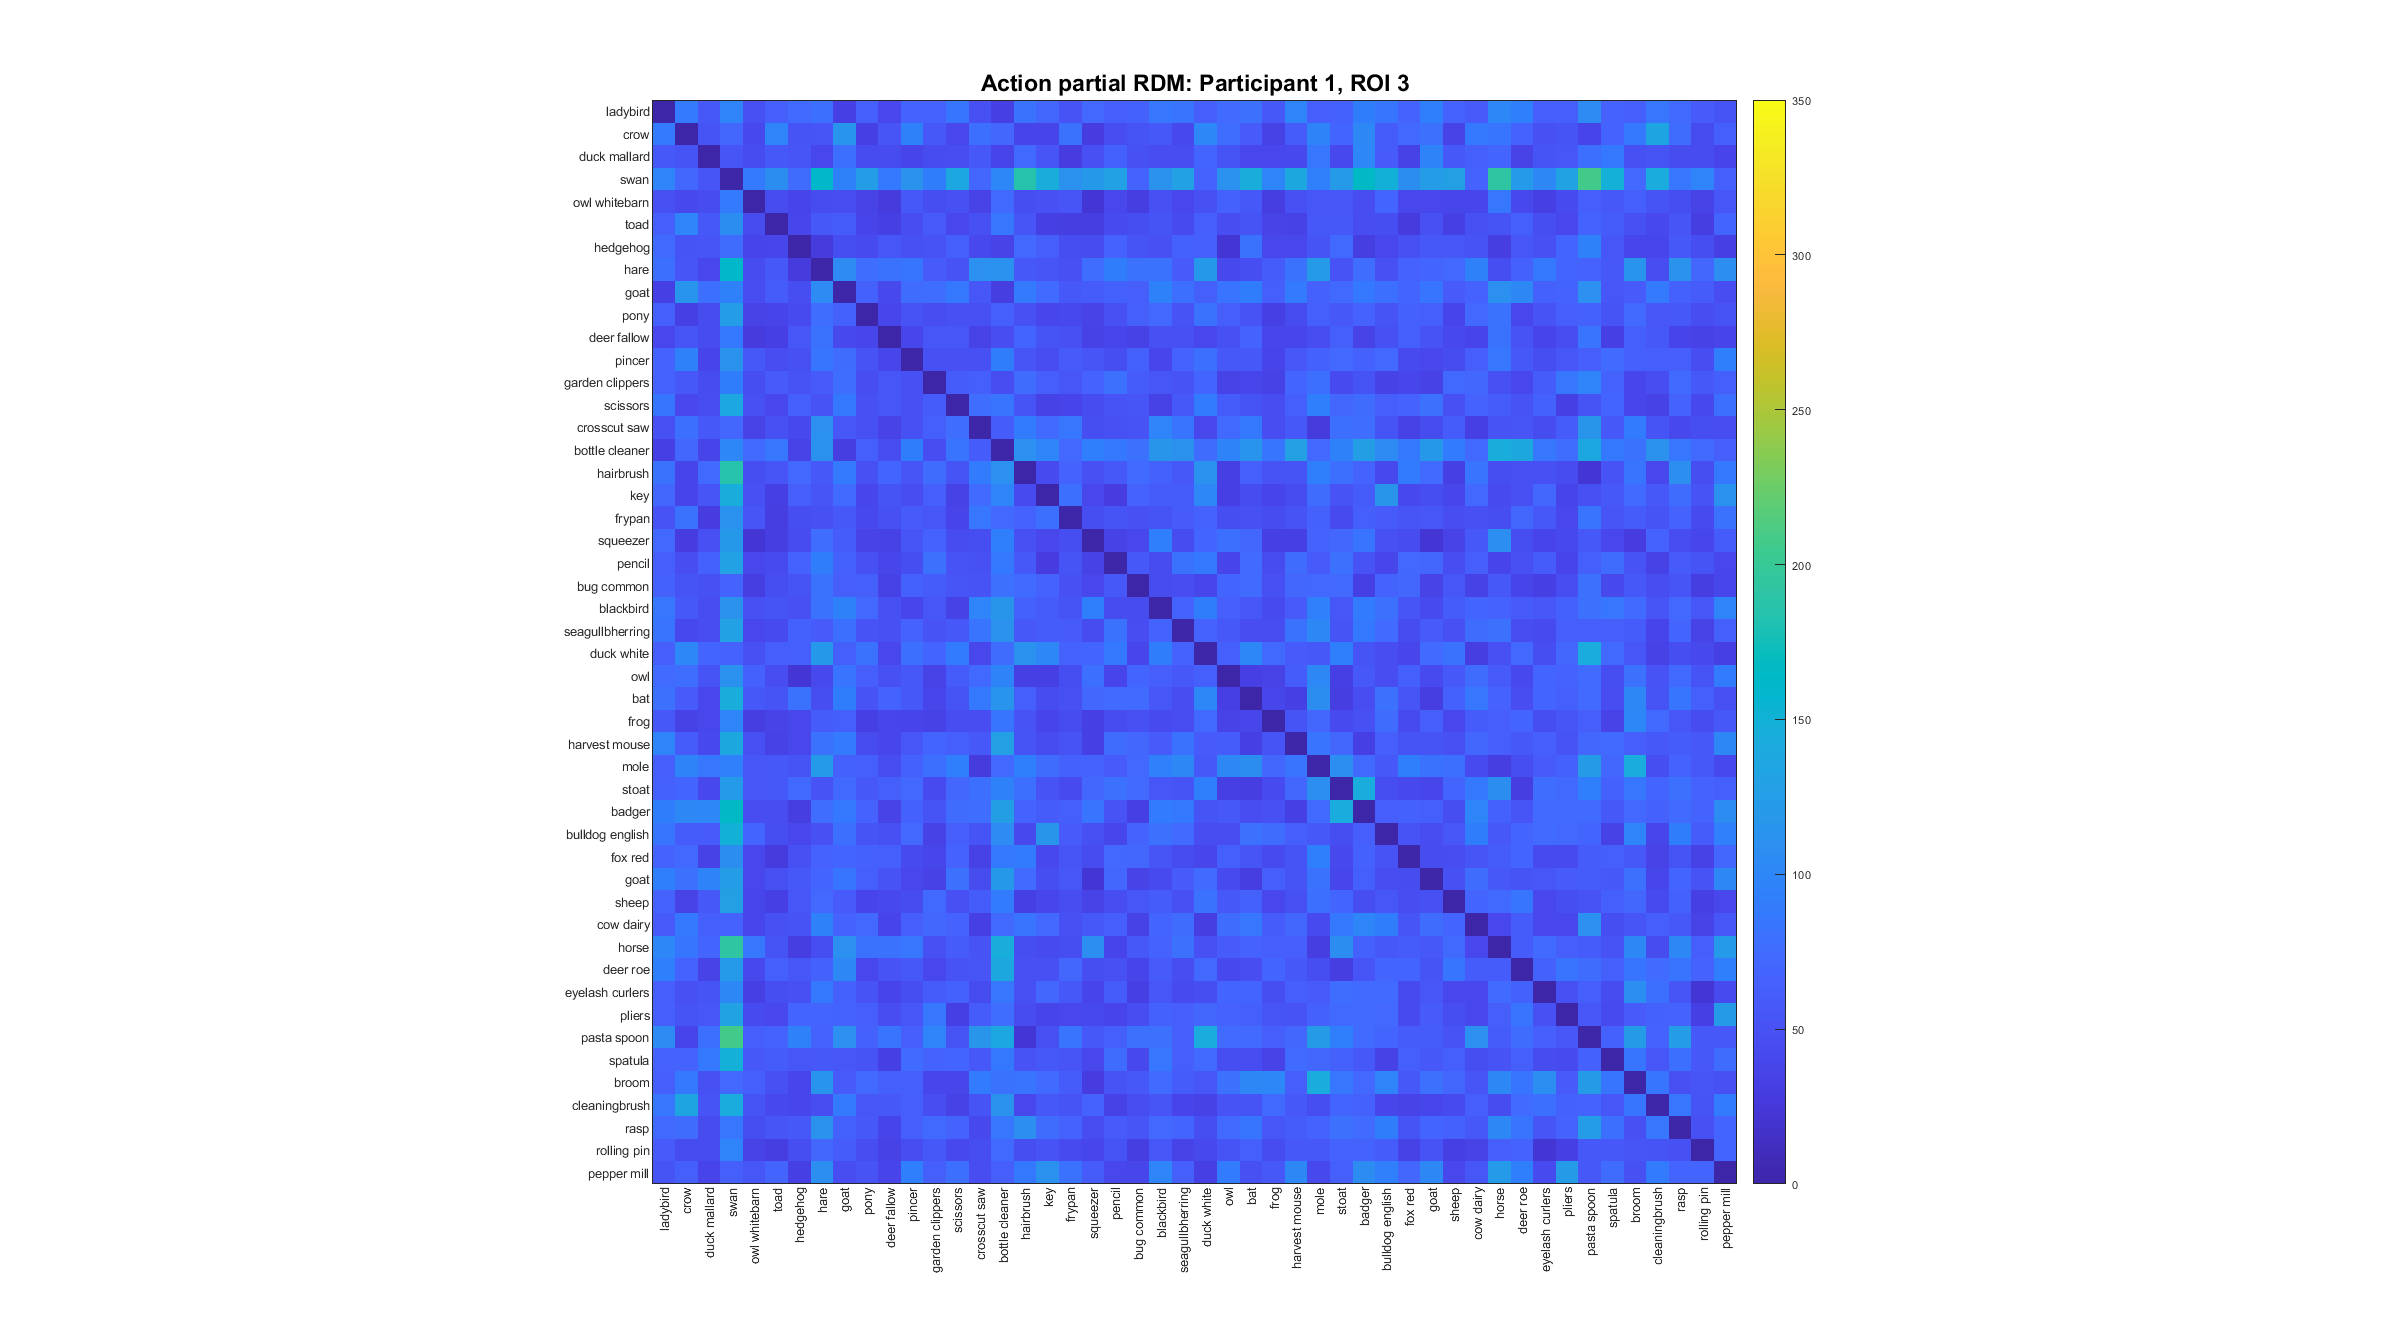 Action partial RDM: Participant 1, ROI 3
ladybird
crow
duck mallard
swan
owl whitebarn
toad
hedgehog
hare
goat
pony
deer fallow
pincer
garden clippers
scissors
crosscut saw
bottle cleaner
hairbrush
key
frypan
squeezer
pencil
bug common
blackbird
seagullbherring
duck white
owl
bat
frog
harvest mouse
mole
stoat
badger
bulldog english
fox red
goat
sheep
cow dairy
horse
deer roe
eyelash curlers
pliers
pasta spoon
spatula
broom
cleaningbrush
rasp
rolling pin
pepper mill
350
300
250
200
150
100
50
0
ladybird
crow
duck mallard
swan
owl whitebarn
toad
hedgehog
hare
goat
pony
deer fallow
pincer
garden clippers
scissors
crosscut saw
bottle cleaner
hairbrush
key
frypan
squeezer
pencil
bug common
blackbird
seagullbherring
duck white
owl
bat
frog
harvest mouse
mole
stoat
badger
bulldog english
fox red
goat
sheep
cow dairy
horse
deer roe
eyelash curlers
pliers
pasta spoon
spatula
broom
cleaningbrush
rasp
rolling pin
pepper mill